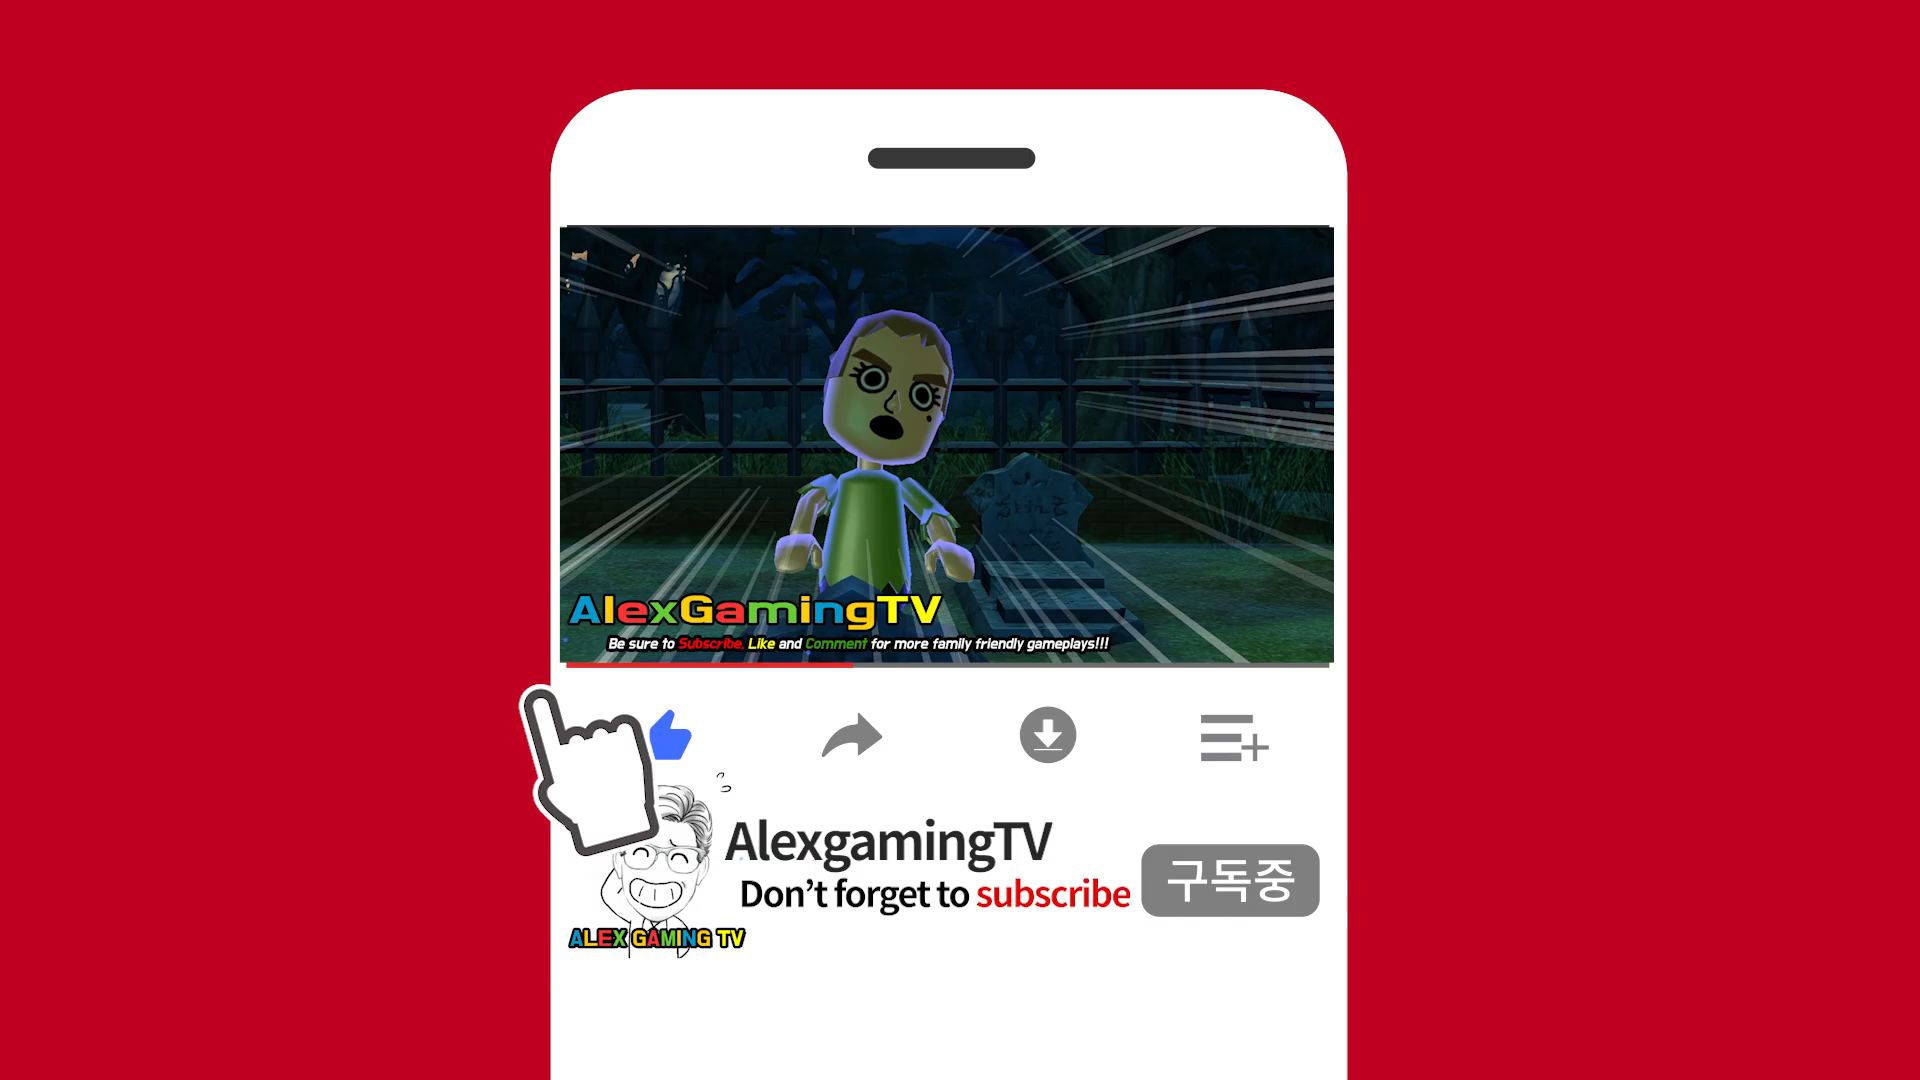 AlexGamingTV
Be sure to Subscribe, Like and Comment for more family friendly gameplays!!!
AlexgamingTV
Don't forget to subscribe
구독중
ALEX GAMING TV